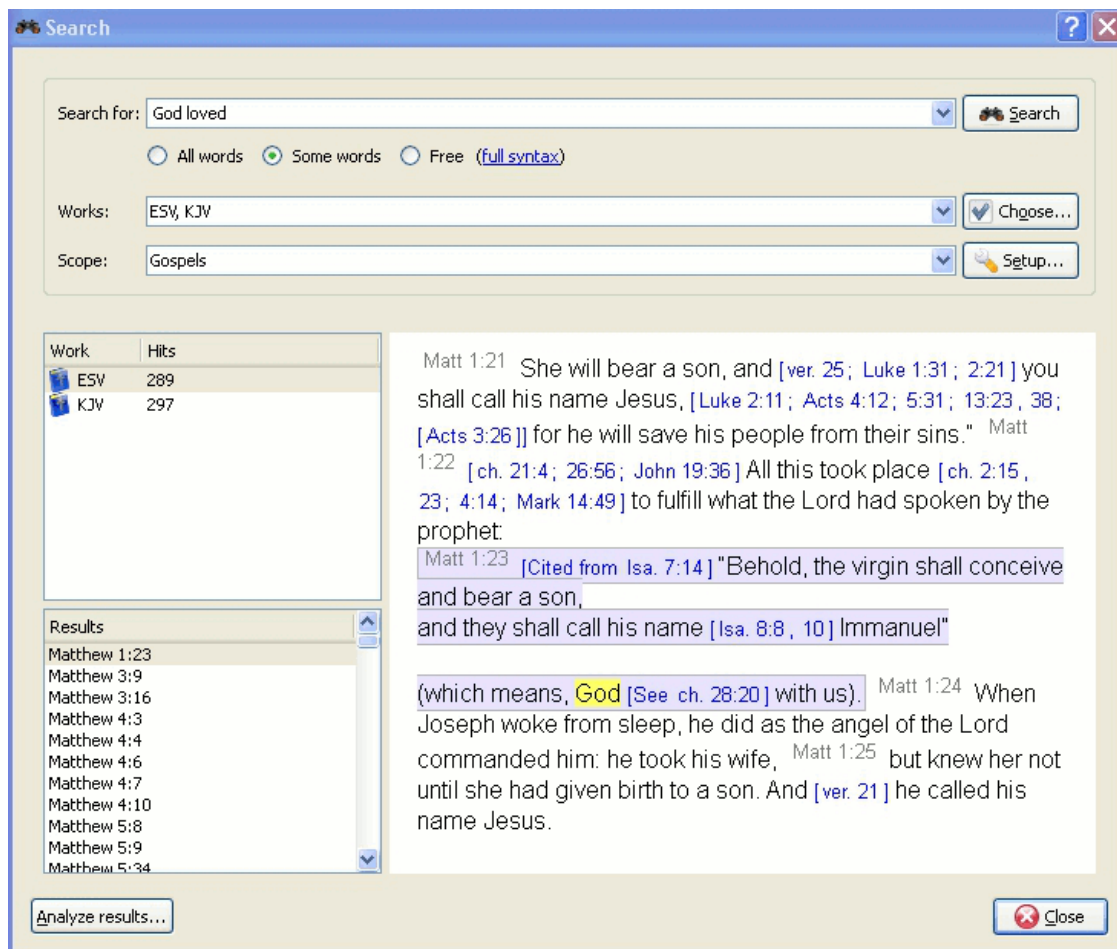 Search
Search for: God loved Search
All words Some words Free (full syntax)
Works: ESV, KJV Choose...
Scope: Gospels Setup...
Work Hits
ESV 289
KJV 297
Results
Matthew 1:23
Matthew 3:9
Matthew 3:16
Matthew 4:3
Matthew 4:4
Matthew 4:6
Matthew 4:7
Matthew 4:10
Matthew 5:8
Matthew 5:9
Matthew 5:34
Matt 1:21 She will bear a son, and [ver. 25; Luke 1:31; 2:21] you
shall call his name Jesus, [Luke 2:11; Acts 4:12; 5:31; 13:23, 38;
[Acts 3:26]] for he will save his people from their sins." Matt
1:22 [ch. 21:4; 26:56; John 19:36] All this took place [ch. 2:15,
23; 4:14; Mark 14:49] to fulfill what the Lord had spoken by the
prophet:
Matt 1:23 [Cited from Isa. 7:14] "Behold, the virgin shall conceive
and bear a son,
and they shall call his name [Isa. 8:8, 10] Immanuel"
(which means, God [See ch. 28:20] with us). Matt 1:24 When
Joseph woke from sleep, he did as the angel of the Lord
commanded him: he took his wife, Matt 1:25 but knew her not
until she had given birth to a son. And [ver. 21] he called his
name Jesus.
Analyze results... Close